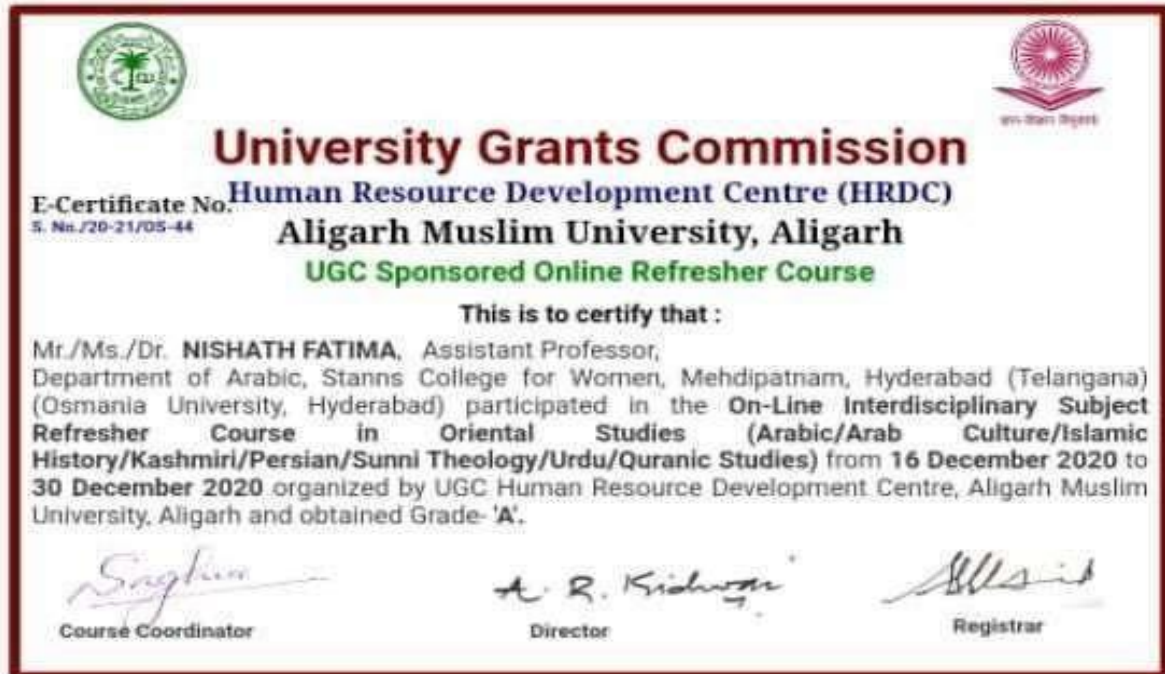 University Grants Commission
Human Resource Development Centre (HRDC)
E-Certificate No.
S. No./20-21/OS-44
Aligarh Muslim University, Aligarh
UGC Sponsored Online Refresher Course
This is to certify that :
Mr./Ms./Dr. NISHATH FATIMA, Assistant Professor,
Department of Arabic, Stanns College for Women, Mehdipatnam, Hyderabad (Telangana)
(Osmania University, Hyderabad) participated in the On-Line Interdisciplinary Subject
Refresher Course in Oriental Studies (Arabic/Arab Culture/Islamic
History/Kashmiri/Persian/Sunni Theology/Urdu/Quranic Studies) from 16 December 2020 to
30 December 2020 organized by UGC Human Resource Development Centre, Aligarh Muslim
University, Aligarh and obtained Grade- 'A'.
A. R. Kidwai
Course Coordinator
Director
Registrar